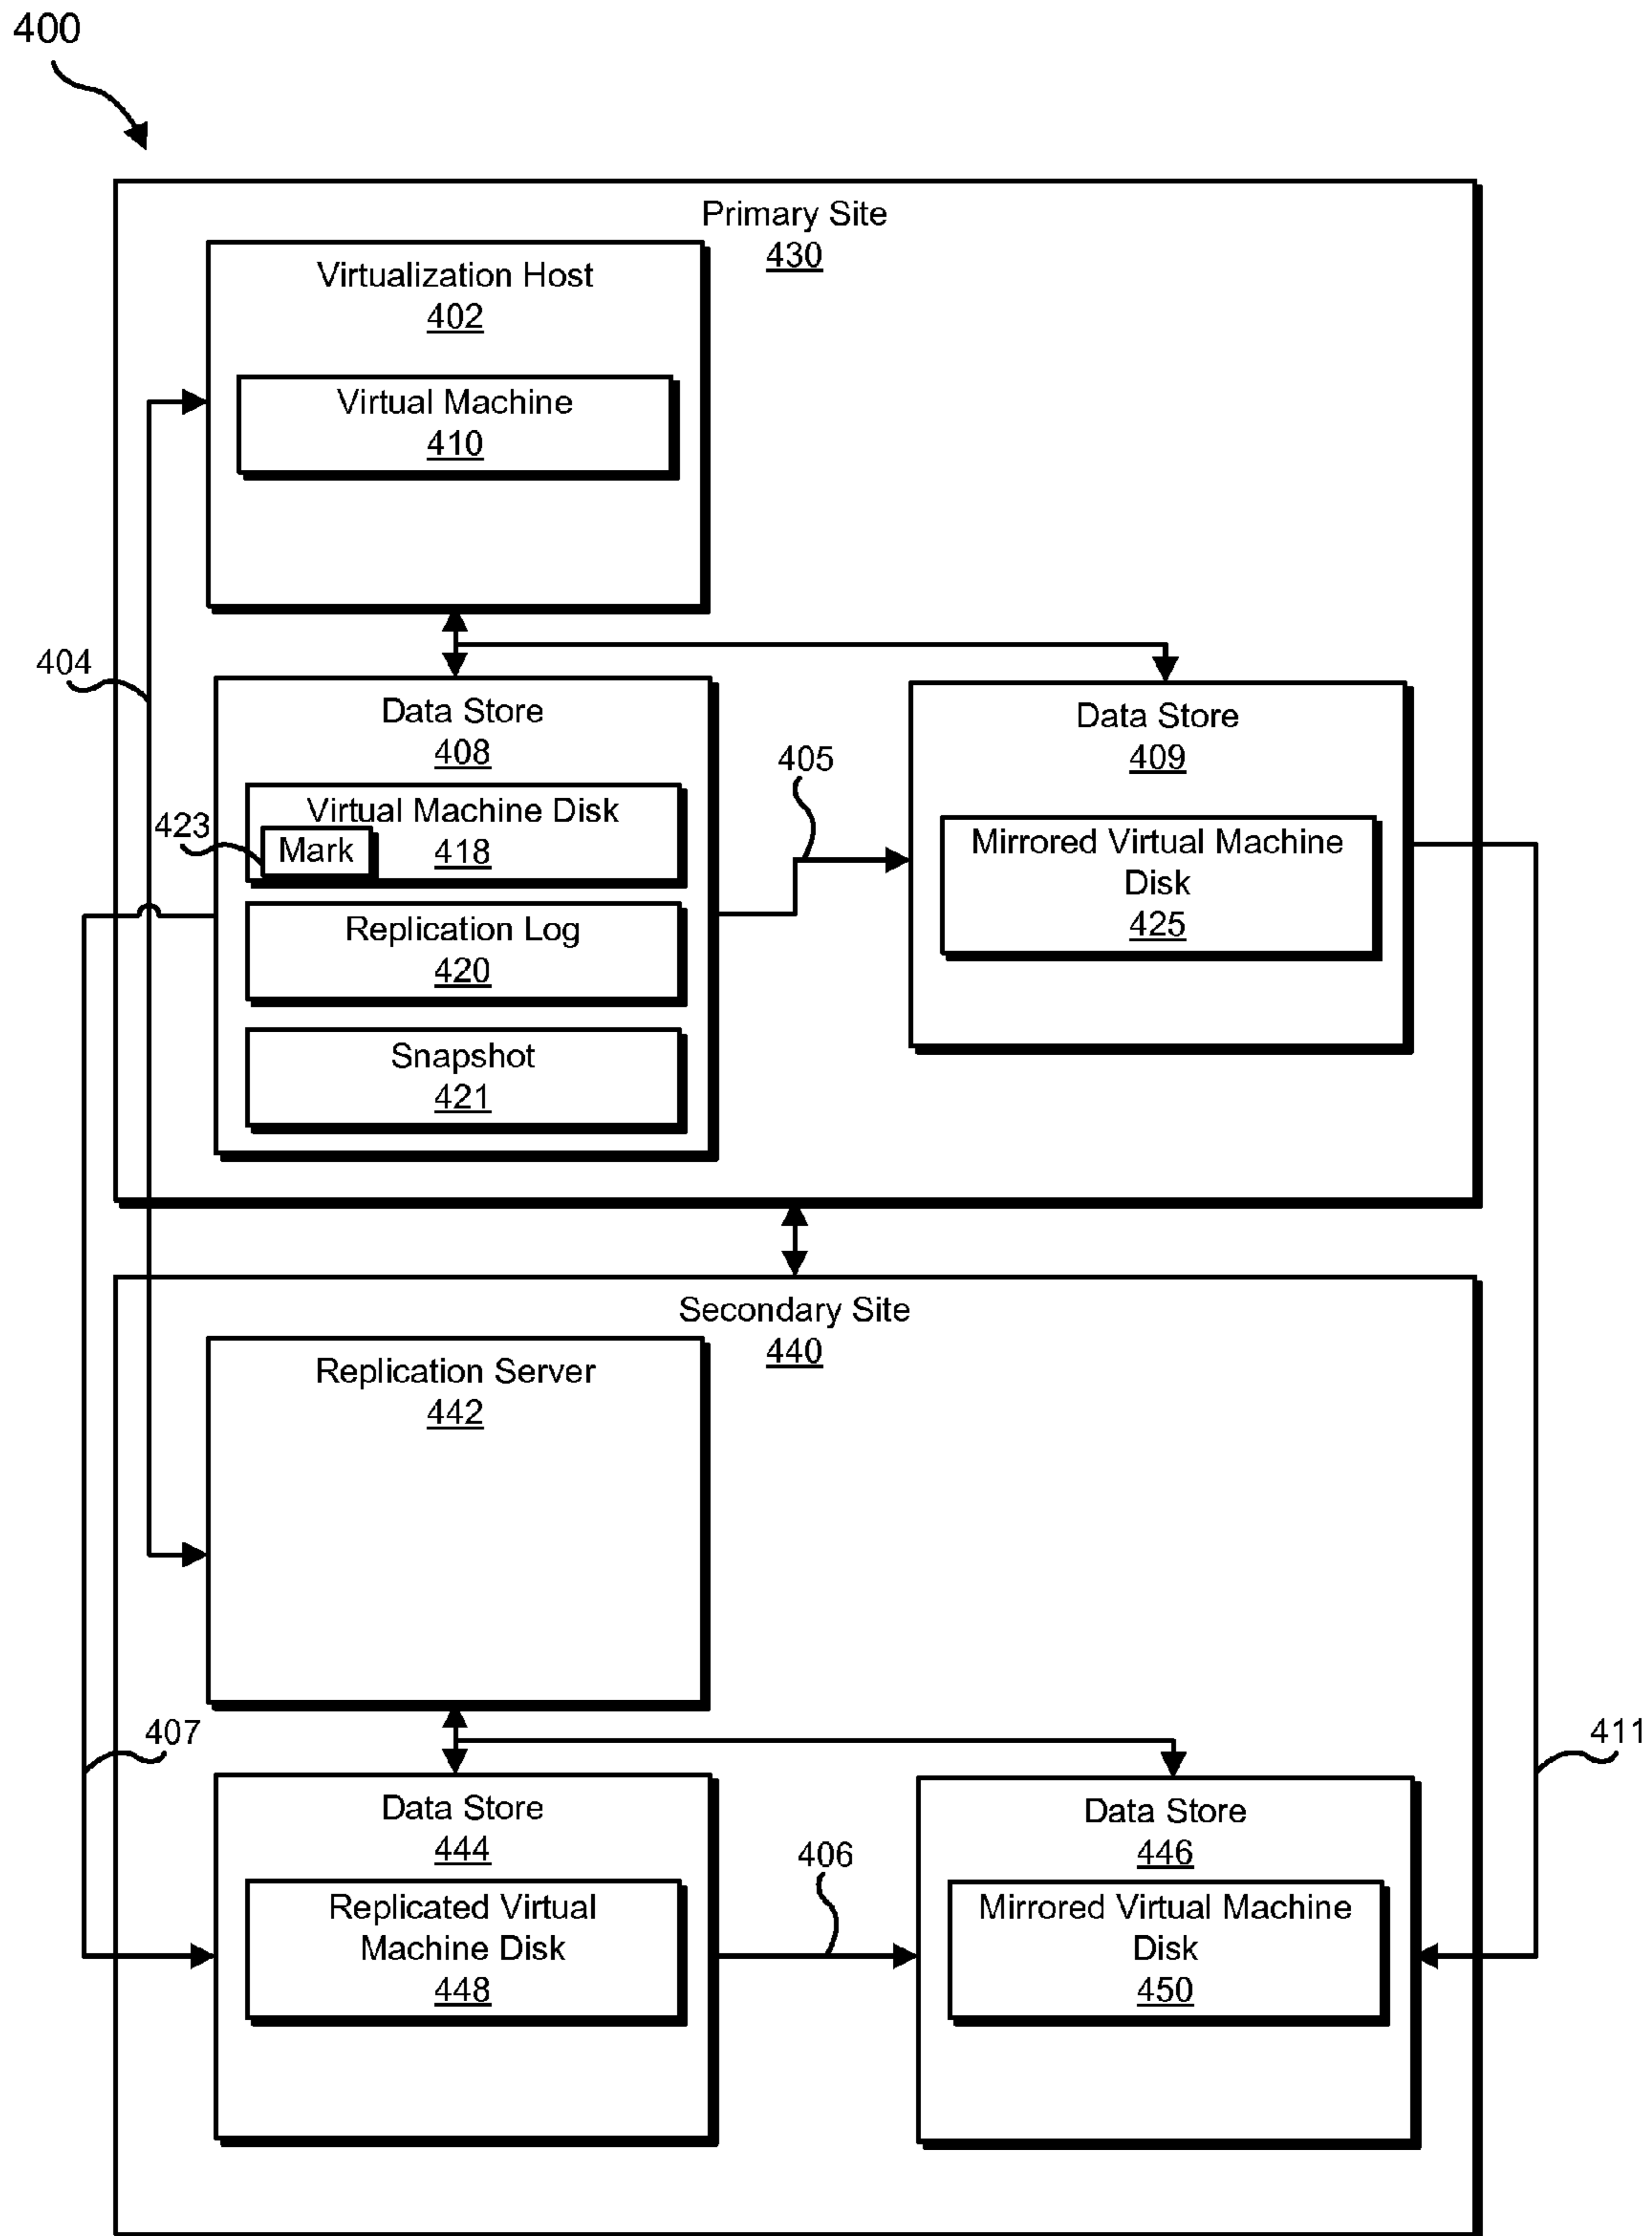 400
Primary Site
430
Virtualization Host
402
Virtual Machine
410
404
Data Store
408
Virtual Machine Disk
418
423
Mark
Replication Log
420
Snapshot
421
405
Data Store
409
Mirrored Virtual Machine
Disk
425
Secondary Site
440
Replication Server
442
407
411
Data Store
444
Replicated Virtual
Machine Disk
448
406
Data Store
446
Mirrored Virtual Machine
Disk
450